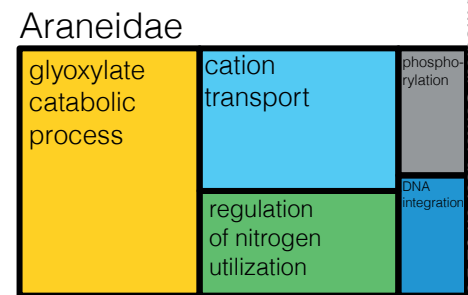 Araneidae
glyoxylate
catabolic
process
cation
transport
regulation
of nitrogen
utilization
phospho-
rylation
DNA
integration